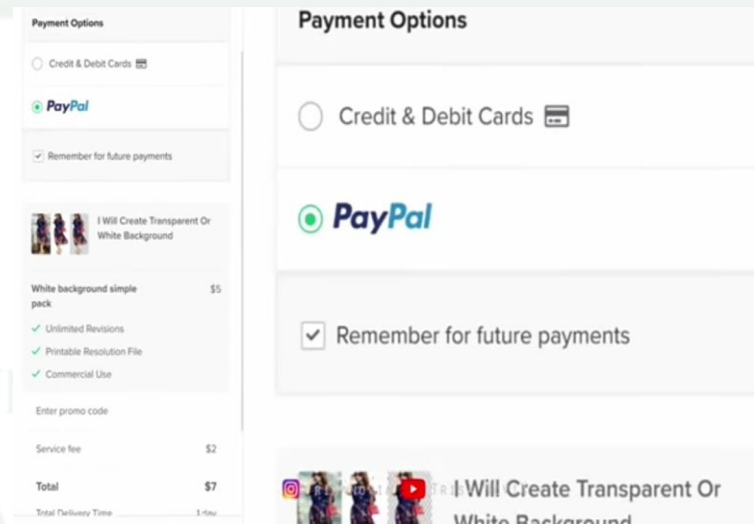 Payment Options
Credit & Debit Cards
PayPal
Remember for future payments
I Will Create Transparent Or
White Background
White background simple
pack
$5
Unlimited Revisions
Printable Resolution File
Commercial Use
Enter promo code
Service fee $2
Total $7
Total Delivery Time 1 day
Payment Options
Credit & Debit Cards
PayPal
Remember for future payments
I Will Create Transparent Or
White Background